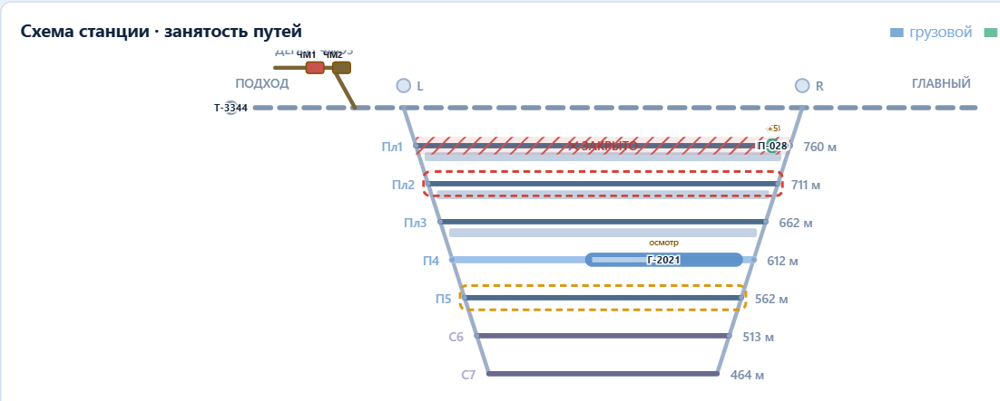 Схема станции · занятость путей
грузовой
ЧМ1 ЧМ2
ПОДХОД
L
R
ГЛАВНЫЙ
Т-3344
+5
Пл1
ЗАКРЫТО
П-028
760 м
Пл2
711 м
Пл3
662 м
осмотр
П4
Г-2021
612 м
П5
562 м
С6
513 м
С7
464 м